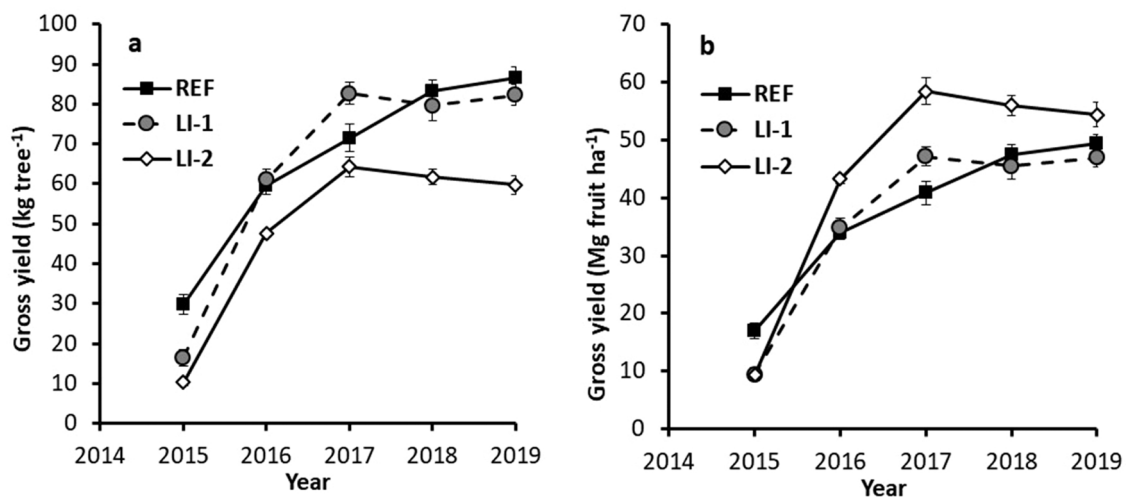 a
Gross yield (kg tree⁻¹)
100
90
80
70
60
50
40
30
20
10
0
REF
LI-1
LI-2
2014 2015 2016 2017 2018 2019
Year
b
Gross yield (Mg fruit ha⁻¹)
70
60
50
40
30
20
10
0
REF
LI-1
LI-2
2014 2015 2016 2017 2018 2019
Year